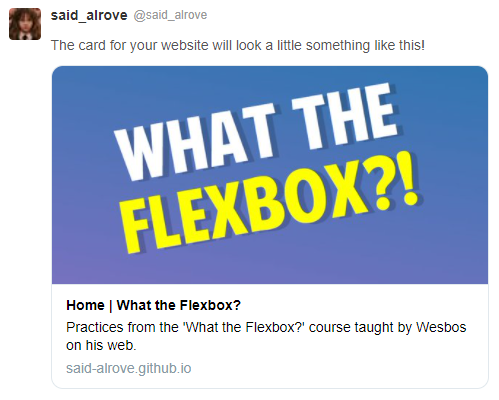 said_alrove @said_alrove
The card for your website will look a little something like this!
WHAT THE
FLEXBOX?!
Home | What the Flexbox?
Practices from the 'What the Flexbox?' course taught by Wesbos
on his web.
said-alrove.github.io